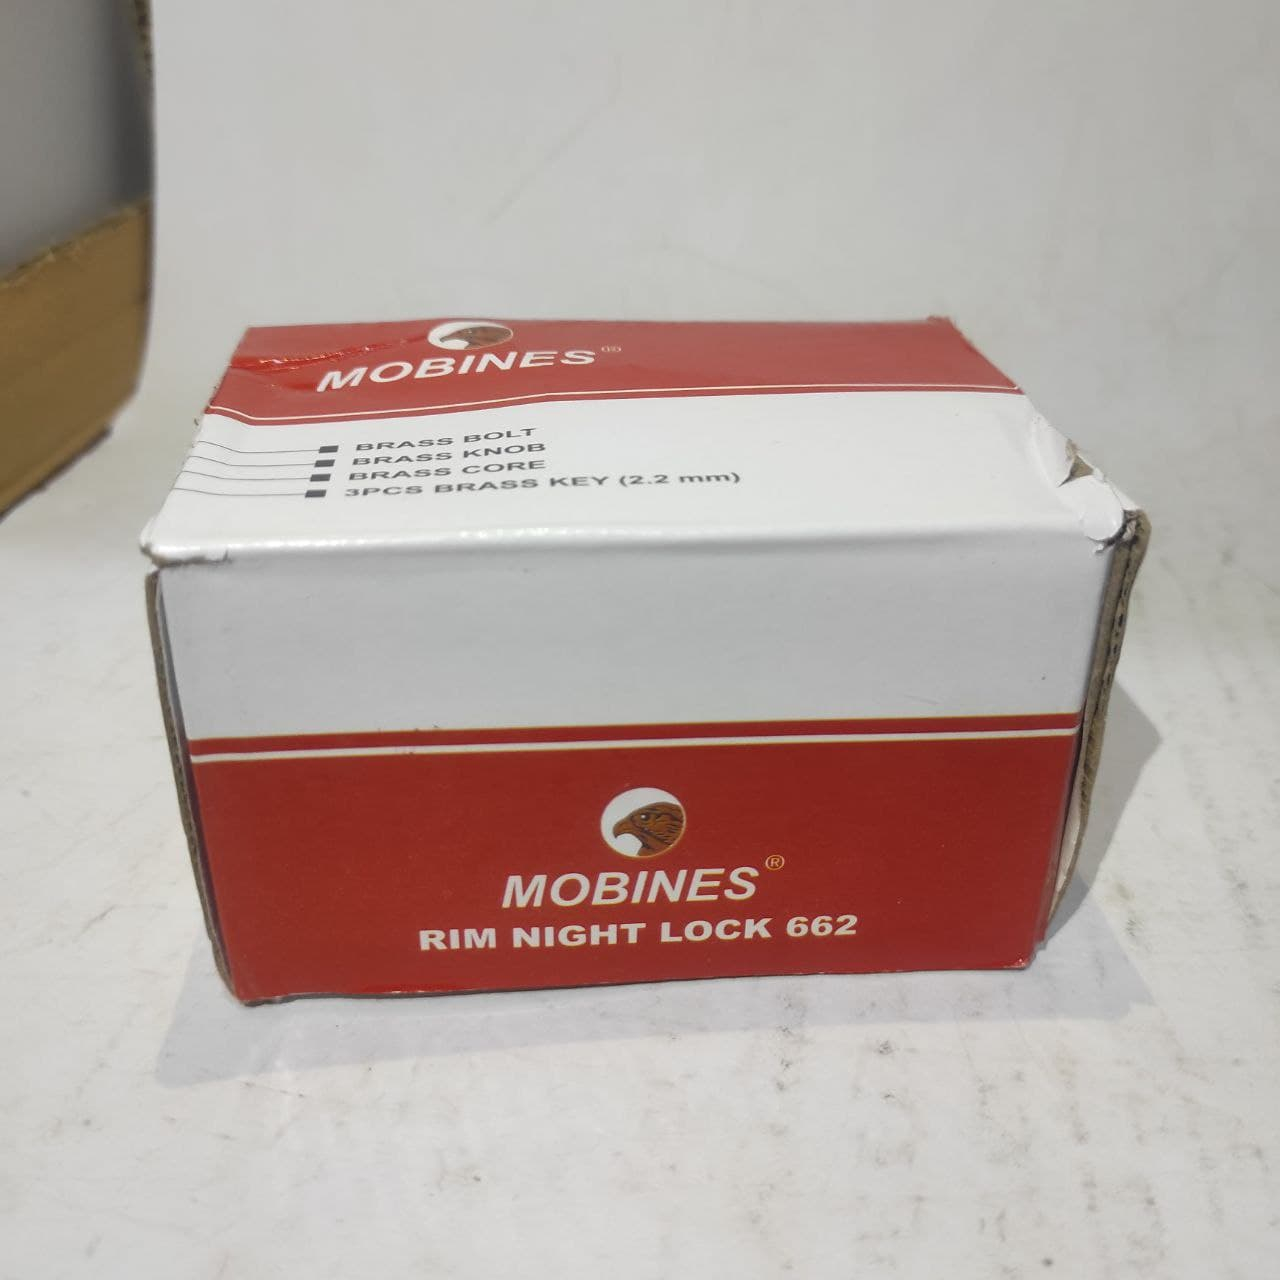 MOBINES®
BRASS BOLT
BRASS KNOB
BRASS CORE
3PCS BRASS KEY (2.2 mm)
MOBINES®
RIM NIGHT LOCK 662